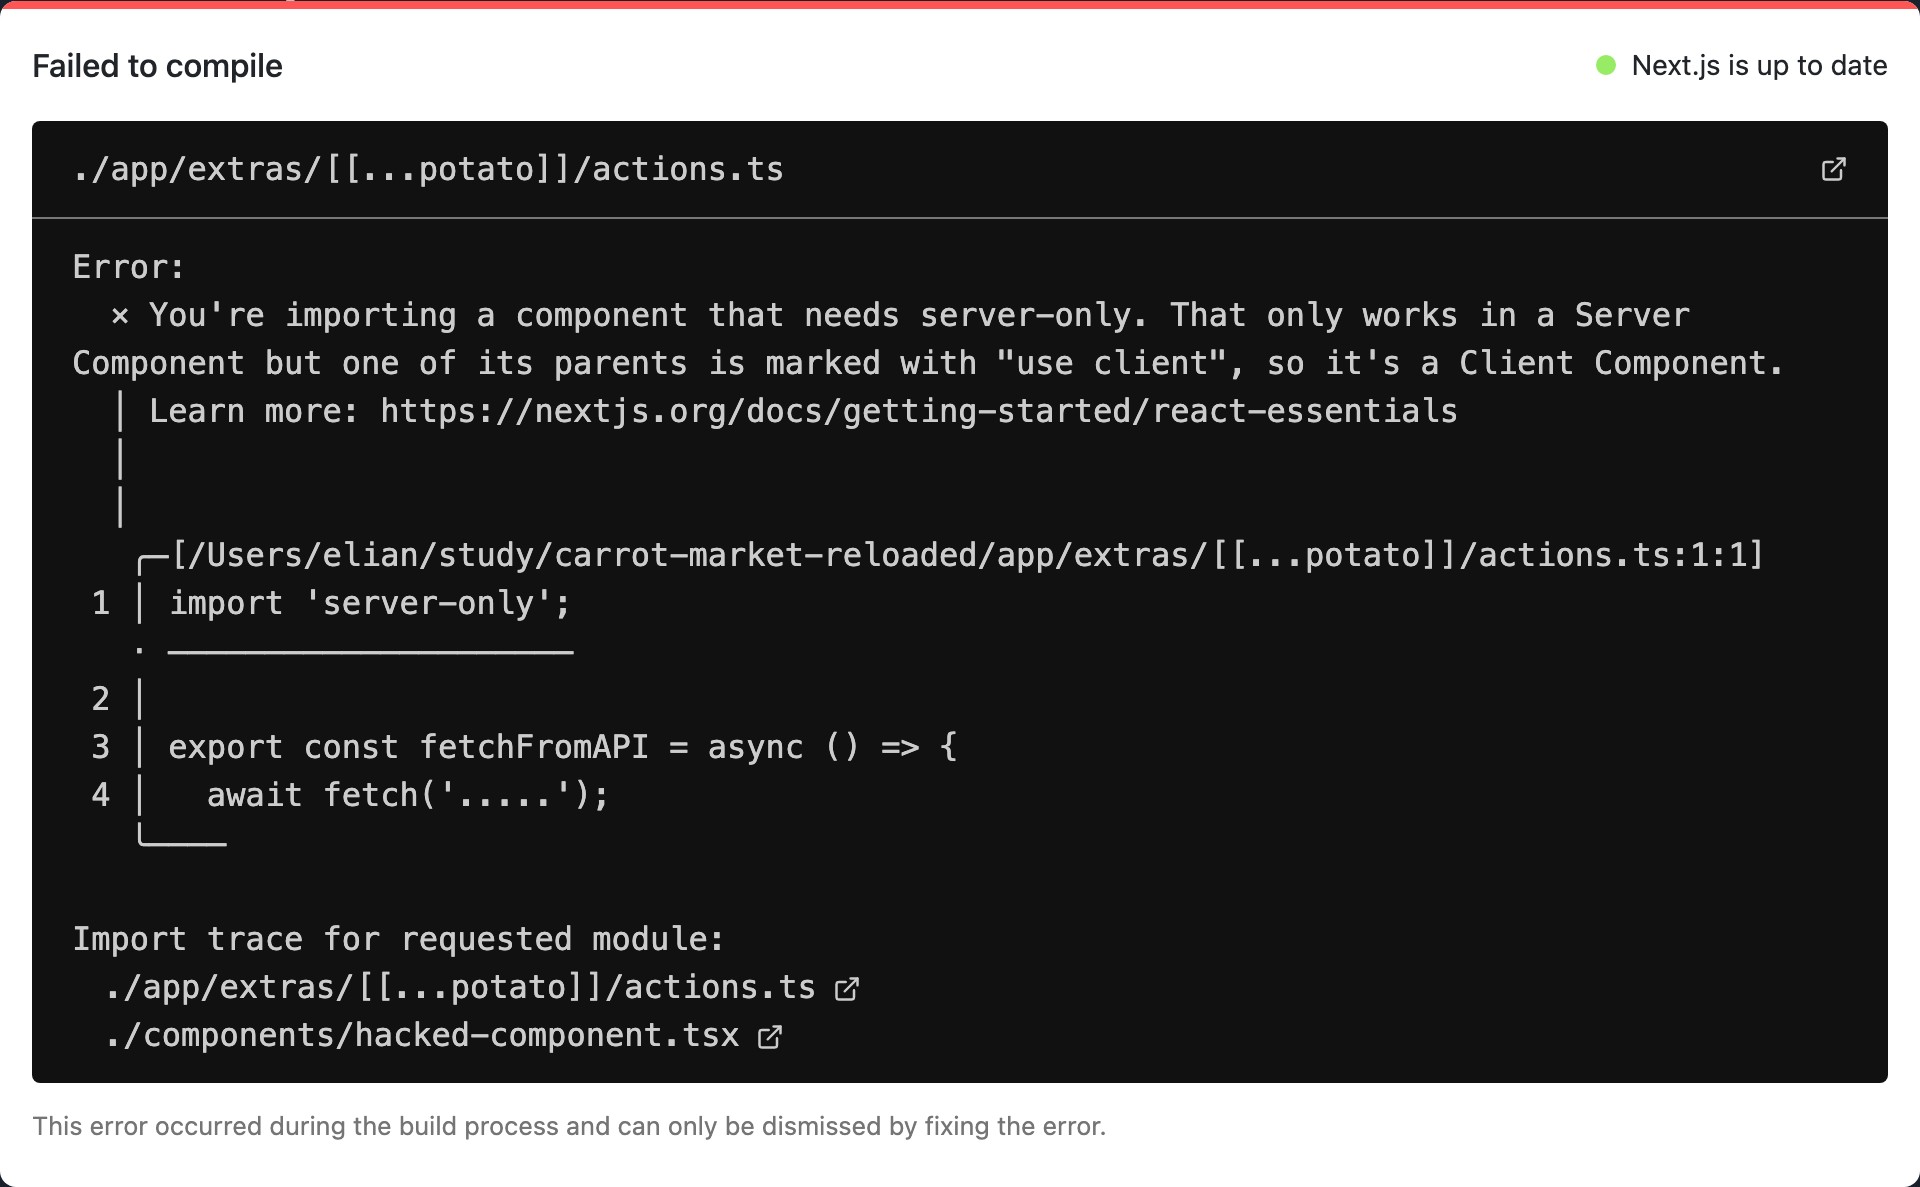 Failed to compile
Next.js is up to date
./app/extras/[[...potato]]/actions.ts
Error:
  × You're importing a component that needs server-only. That only works in a Server
Component but one of its parents is marked with "use client", so it's a Client Component.
  │ Learn more: https://nextjs.org/docs/getting-started/react-essentials
  │
  │
   ╭─[/Users/elian/study/carrot-market-reloaded/app/extras/[[...potato]]/actions.ts:1:1]
 1 │ import 'server-only';
   · ─────────────────────
 2 │
 3 │ export const fetchFromAPI = async () => {
 4 │   await fetch('.....');
   ╰────
Import trace for requested module:
  ./app/extras/[[...potato]]/actions.ts
  ./components/hacked-component.tsx
This error occurred during the build process and can only be dismissed by fixing the error.